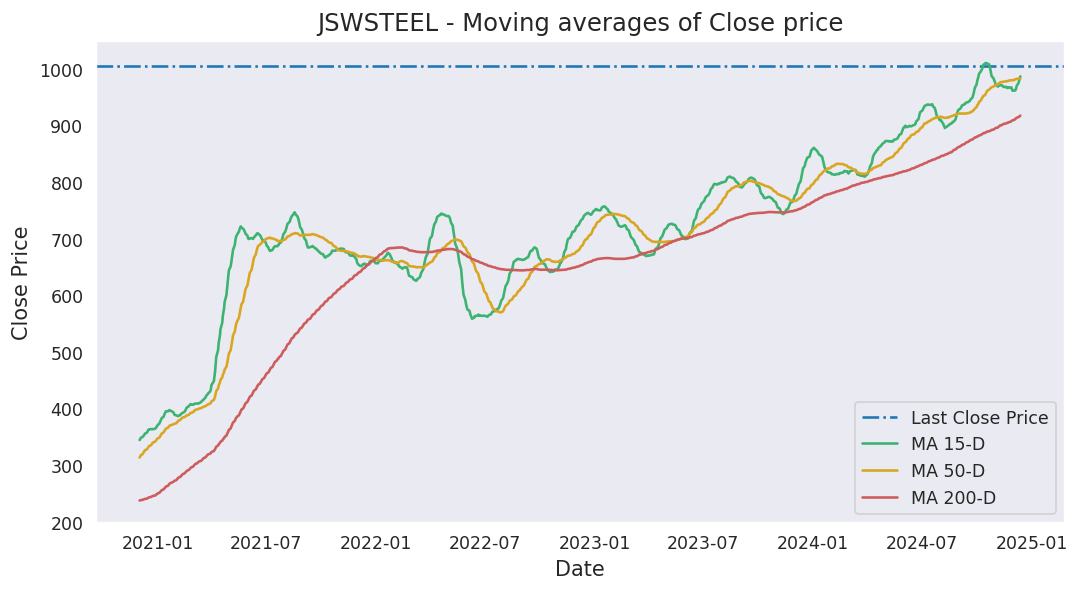 JSWSTEEL - Moving averages of Close price
Close Price
1000
900
800
700
600
500
400
300
200
2021-01
2021-07
2022-01
2022-07
2023-01
2023-07
2024-01
2024-07
2025-01
Date
Last Close Price
MA 15-D
MA 50-D
MA 200-D